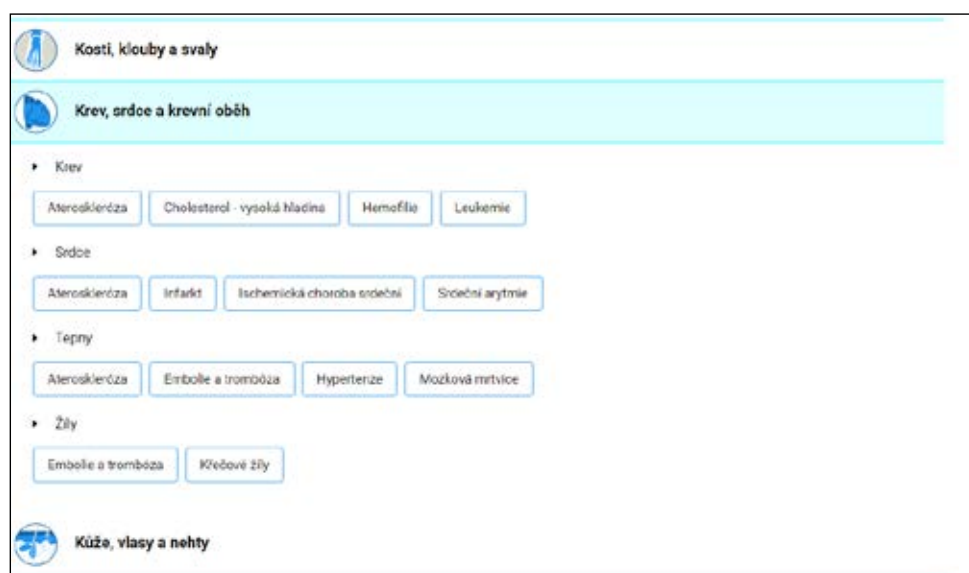 Kosti, klouby a svaly
Krev, srdce a krevní oběh
Krev
Ateroskleróza Cholesterol - vysoká hladina Hemofilie Leukemie
Srdce
Ateroskleróza Infarkt Ischemická choroba srdeční Srdeční arytmie
Tepny
Ateroskleróza Embolie a trombóza Hypertenze Mozková mrtvice
Žíly
Embolie a trombóza Křečové žíly
Kůže, vlasy a nehty